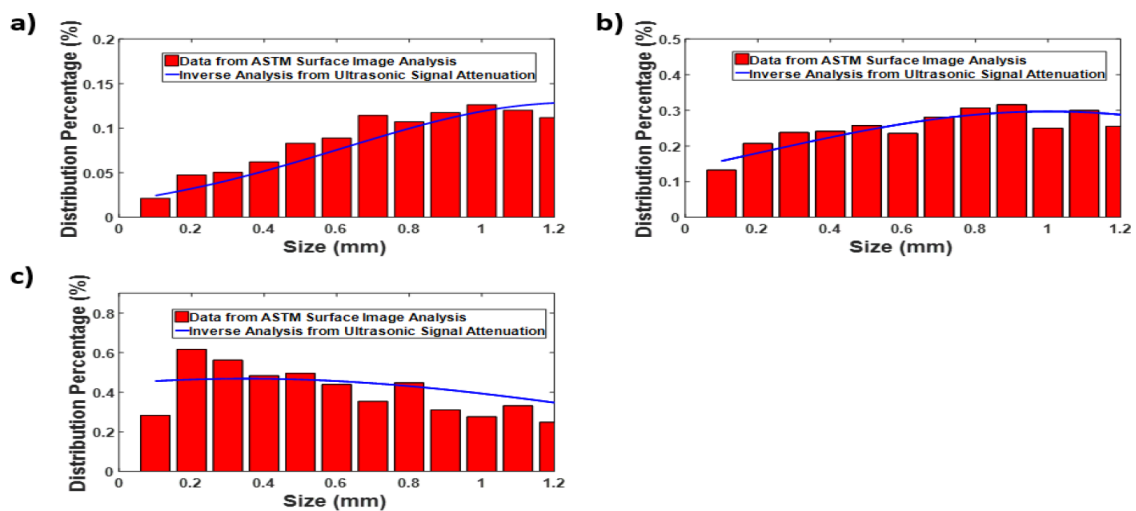 a)
Distribution Percentage (%)
0.2
0.15
0.1
0.05
0
Data from ASTM Surface Image Analysis
Inverse Analysis from Ultrasonic Signal Attenuation
0 0.2 0.4 0.6 0.8 1 1.2
Size (mm)
b)
Distribution Percentage (%)
0.5
0.4
0.3
0.2
0.1
0
Data from ASTM Surface Image Analysis
Inverse Analysis from Ultrasonic Signal Attenuation
0 0.2 0.4 0.6 0.8 1 1.2
Size (mm)
c)
Distribution Percentage (%)
0.8
0.6
0.4
0.2
0
Data from ASTM Surface Image Analysis
Inverse Analysis from Ultrasonic Signal Attenuation
0 0.2 0.4 0.6 0.8 1 1.2
Size (mm)